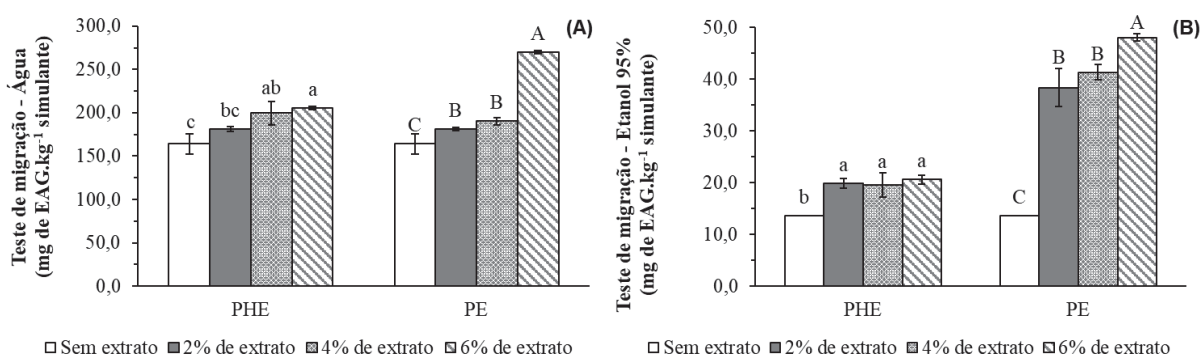 (A)
Teste de migração - Água
(mg de EAG.kg⁻¹ simulante)
300,0
250,0
200,0
150,0
100,0
50,0
0,0
c
bc
ab
a
C
B
B
A
PHE
PE
□ Sem extrato ■ 2% de extrato ▩ 4% de extrato ▧ 6% de extrato
(B)
Teste de migração - Etanol 95%
(mg de EAG.kg⁻¹ simulante)
50,0
40,0
30,0
20,0
10,0
0,0
b
a
a
a
C
B
B
A
PHE
PE
□ Sem extrato ■ 2% de extrato ▩ 4% de extrato ▧ 6% de extrato